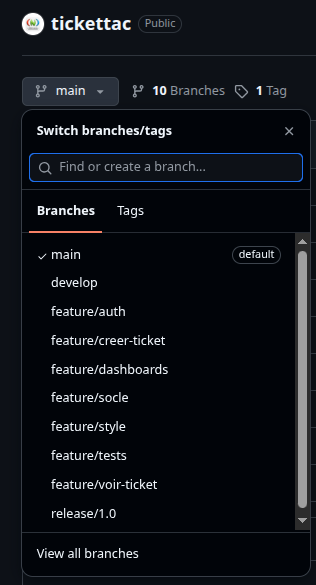 tickettac Public
main 10 Branches 1 Tag
Switch branches/tags
Find or create a branch...
Branches Tags
main default
develop
feature/auth
feature/creer-ticket
feature/dashboards
feature/socle
feature/style
feature/tests
feature/voir-ticket
release/1.0
View all branches